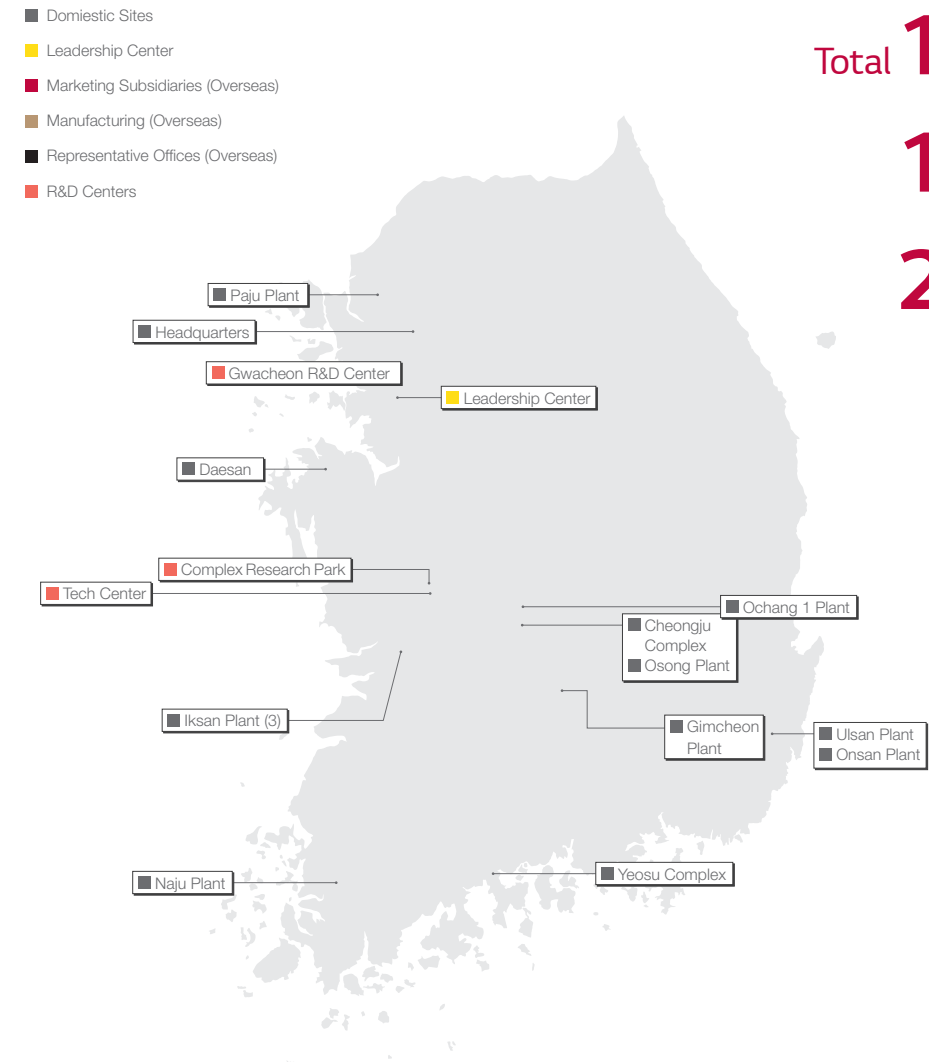 Domiestic Sites
Leadership Center
Marketing Subsidiaries (Overseas)
Manufacturing (Overseas)
Representative Offices (Overseas)
R&D Centers
Total 1
1
2
Paju Plant
Headquarters
Gwacheon R&D Center
Leadership Center
Daesan
Complex Research Park
Tech Center
Ochang 1 Plant
Cheongju
Complex
Osong Plant
Iksan Plant (3)
Gimcheon
Plant
Ulsan Plant
Onsan Plant
Naju Plant
Yeosu Complex